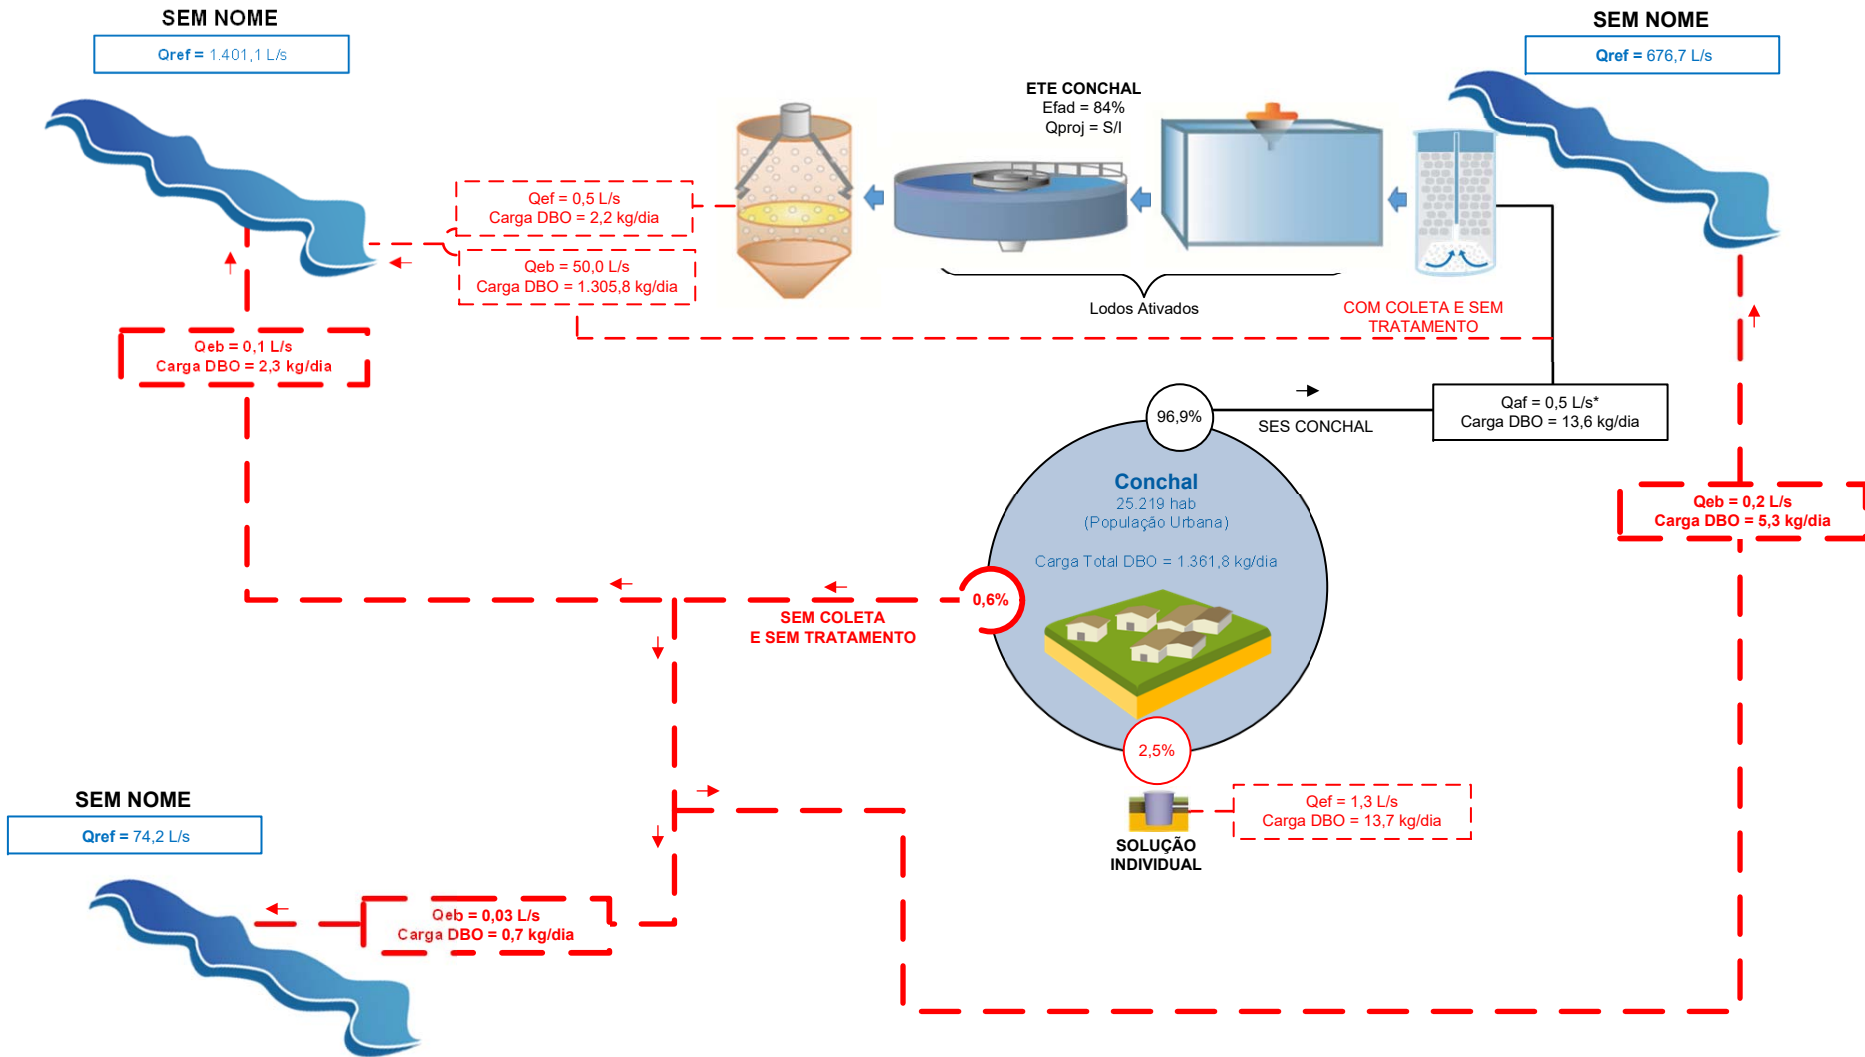 SEM NOME
Qref = 1.401,1 L/s
SEM NOME
Qref = 676,7 L/s
ETE CONCHAL
Efad = 84%
Qproj = S/I
Qef = 0,5 L/s
Carga DBO = 2,2 kg/dia
Qeb = 50,0 L/s
Carga DBO = 1.305,8 kg/dia
Lodos Ativados
COM COLETA E SEM
TRATAMENTO
Qeb = 0,1 L/s
Carga DBO = 2,3 kg/dia
96,9%
SES CONCHAL
Qaf = 0,5 L/s*
Carga DBO = 13,6 kg/dia
Conchal
25.219 hab
(População Urbana)
Carga Total DBO = 1.361,8 kg/dia
Qeb = 0,2 L/s
Carga DBO = 5,3 kg/dia
0,6%
SEM COLETA
E SEM TRATAMENTO
2,5%
Qef = 1,3 L/s
Carga DBO = 13,7 kg/dia
SOLUÇÃO
INDIVIDUAL
SEM NOME
Qref = 74,2 L/s
Qeb = 0,03 L/s
Carga DBO = 0,7 kg/dia